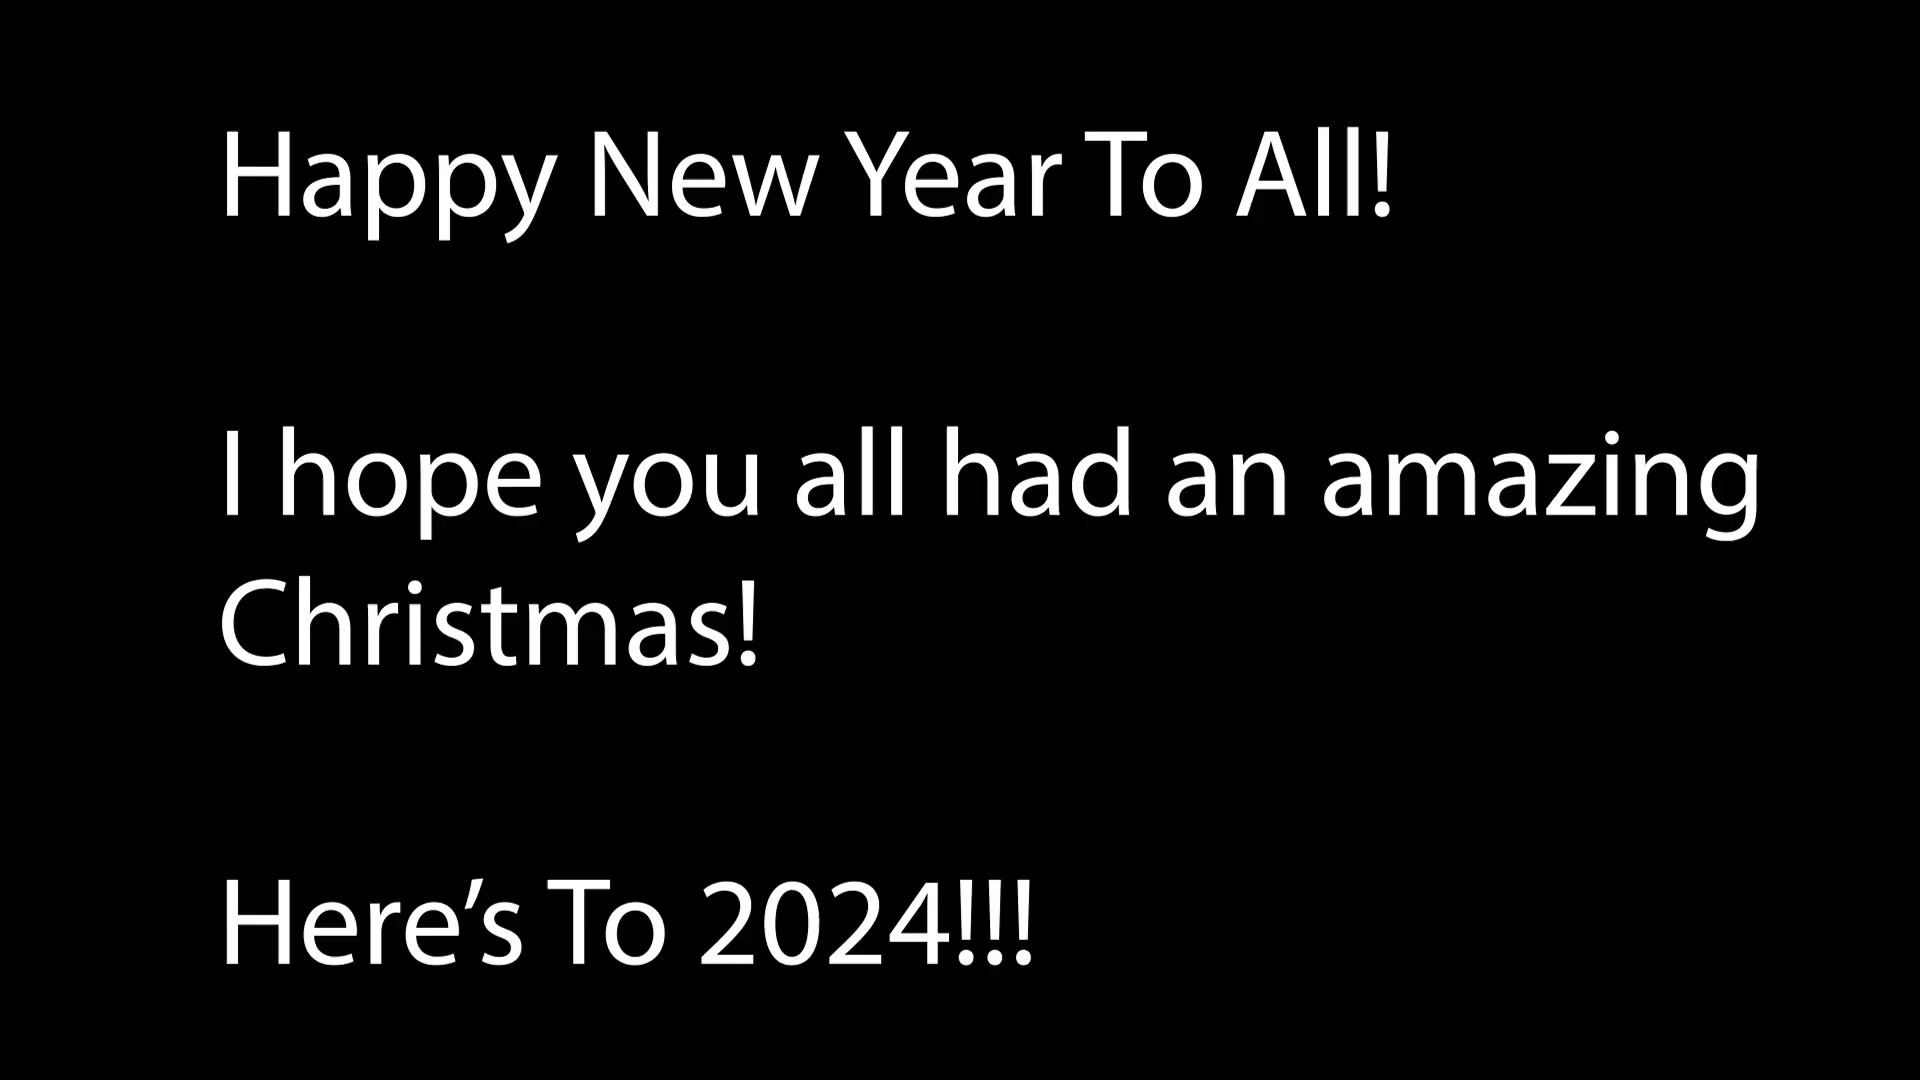 Happy New Year To All!
I hope you all had an amazing
Christmas!
Here’s To 2024!!!